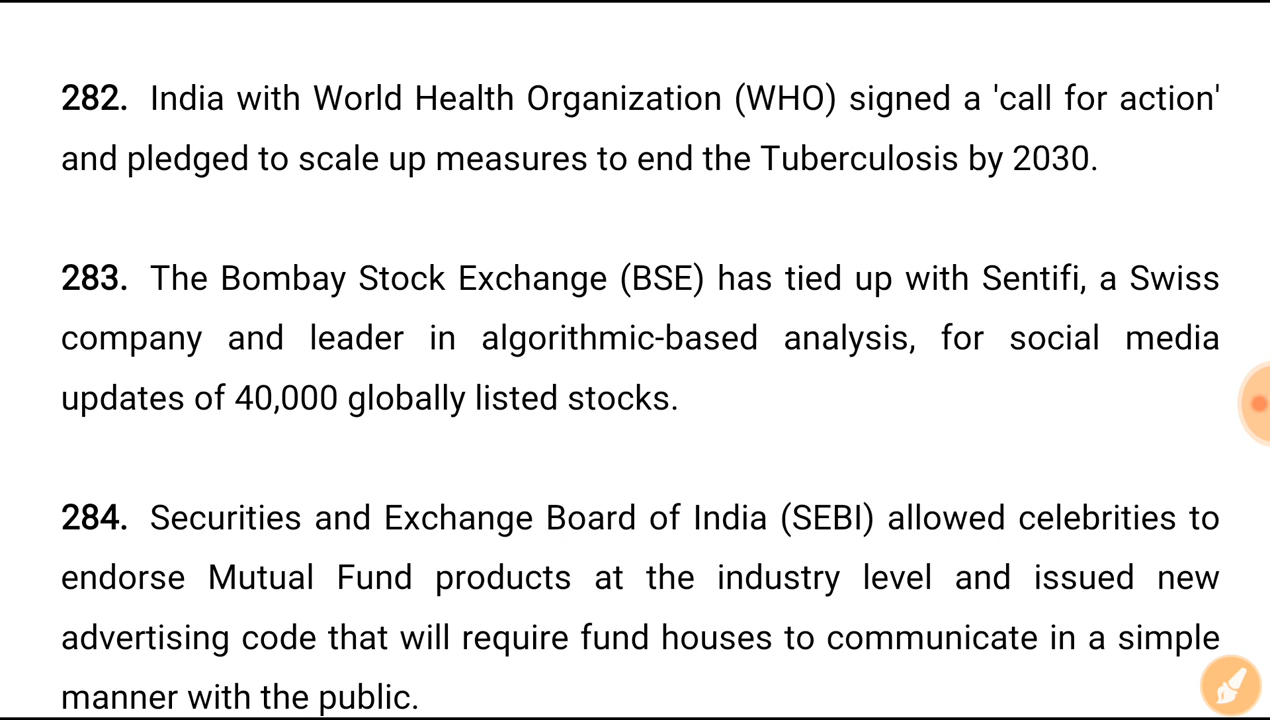 282. India with World Health Organization (WHO) signed a 'call for action'
and pledged to scale up measures to end the Tuberculosis by 2030.
283. The Bombay Stock Exchange (BSE) has tied up with Sentifi, a Swiss
company and leader in algorithmic-based analysis, for social media
updates of 40,000 globally listed stocks.
284. Securities and Exchange Board of India (SEBI) allowed celebrities to
endorse Mutual Fund products at the industry level and issued new
advertising code that will require fund houses to communicate in a simple
manner with the public.